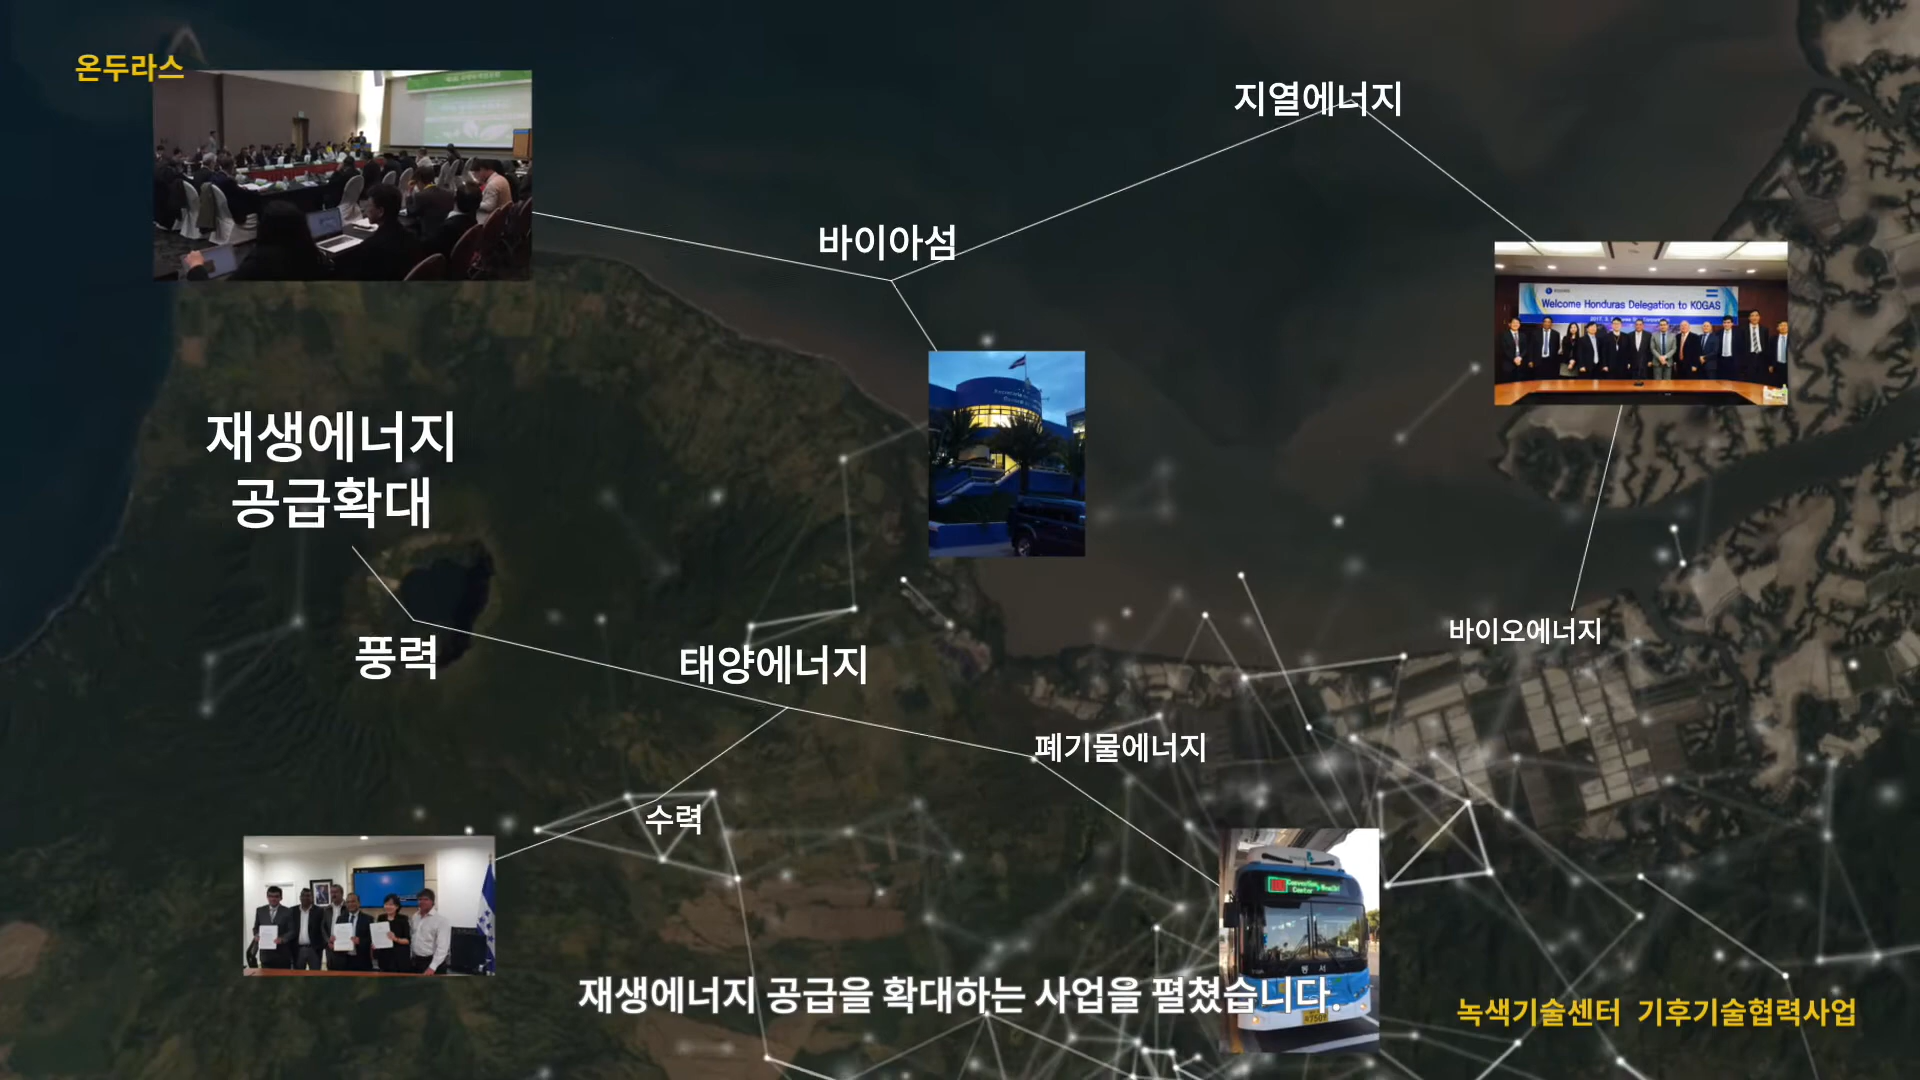 온두라스
지열에너지
바이아섬
Welcome Honduras Delegation to KOGAS
재생에너지
공급확대
바이오에너지
풍력
태양에너지
폐기물에너지
수력
Convention
Center
동서
재생에너지 공급을 확대하는 사업을 펼쳤습니다.
녹색기술센터 기후기술협력사업